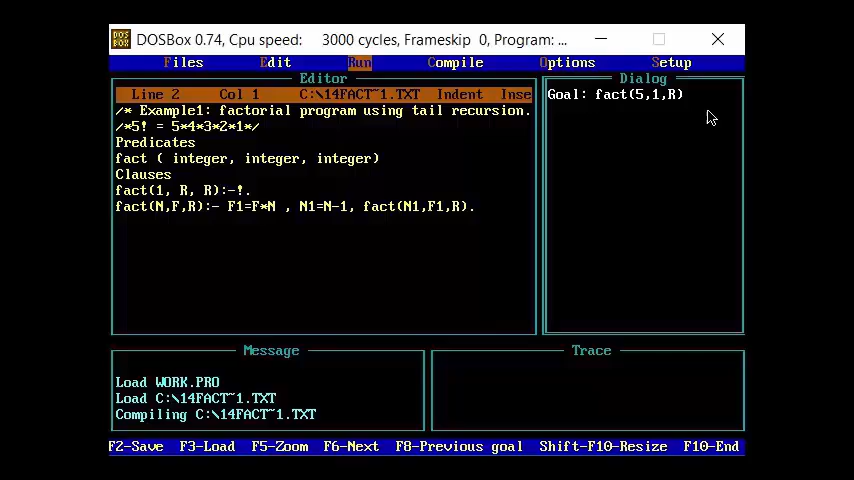 DOSBox 0.74, Cpu speed: 3000 cycles, Frameskip 0, Program: ...
Files Edit Run Compile Options Setup
Editor
Line 2 Col 1 C:\14FACT~1.TXT Indent Inse
/* Example1: factorial program using tail recursion.
/*5! = 5*4*3*2*1*/
Predicates
fact ( integer, integer, integer)
Clauses
fact(1, R, R):-!.
fact(N,F,R):- F1=F*N , N1=N-1, fact(N1,F1,R).
Dialog
Goal: fact(5,1,R)
Message
Load WORK.PRO
Load C:\14FACT~1.TXT
Compiling C:\14FACT~1.TXT
Trace
F2-Save F3-Load F5-Zoom F6-Next F8-Previous goal Shift-F10-Resize F10-End